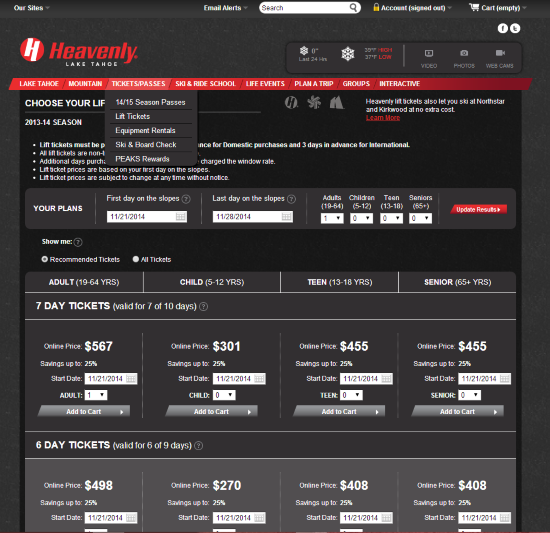 Our Sites
Email Alerts
Search
Account (signed out)
Cart (empty)
Heavenly
LAKE TAHOE
0"
Last 24 Hrs
39°F HIGH
37°F LOW
VIDEO
PHOTOS
WEB CAMS
LAKE TAHOE MOUNTAIN TICKETS/PASSES SKI & RIDE SCHOOL LIFE EVENTS PLAN A TRIP GROUPS INTERACTIVE
14/15 Season Passes
Lift Tickets
Equipment Rentals
Ski & Board Check
PEAKS Rewards
CHOOSE YOUR LIF
2013-14 SEASON
Heavenly lift tickets also let you ski at Northstar
and Kirkwood at no extra cost.
Learn More
Lift tickets must be p ance for Domestic purchases and 3 days in advance for International.
All lift tickets are non-
Additional days purcha charged the window rate.
Lift ticket prices are based on your first day on the slopes.
Lift ticket prices are subject to change at any time without notice.
YOUR PLANS
First day on the slopes
11/21/2014
Last day on the slopes
11/28/2014
Adults
(19-64)
1
Children
(5-12)
0
Teen
(13-18)
0
Seniors
(65+)
0
Update Results
Show me:
Recommended Tickets All Tickets
ADULT (19-64 YRS) CHILD (5-12 YRS) TEEN (13-18 YRS) SENIOR (65+ YRS)
7 DAY TICKETS (valid for 7 of 10 days)
Online Price: $567 Online Price: $301 Online Price: $455 Online Price: $455
Savings up to: 25% Savings up to: 25% Savings up to: 25% Savings up to: 25%
Start Date: 11/21/2014 Start Date: 11/21/2014 Start Date: 11/21/2014 Start Date: 11/21/2014
ADULT: 1 CHILD: 0 TEEN: 0 SENIOR: 0
Add to Cart Add to Cart Add to Cart Add to Cart
6 DAY TICKETS (valid for 6 of 9 days)
Online Price: $498 Online Price: $270 Online Price: $408 Online Price: $408
Savings up to: 25% Savings up to: 25% Savings up to: 25% Savings up to: 25%
Start Date: 11/21/2014 Start Date: 11/21/2014 Start Date: 11/21/2014 Start Date: 11/21/2014